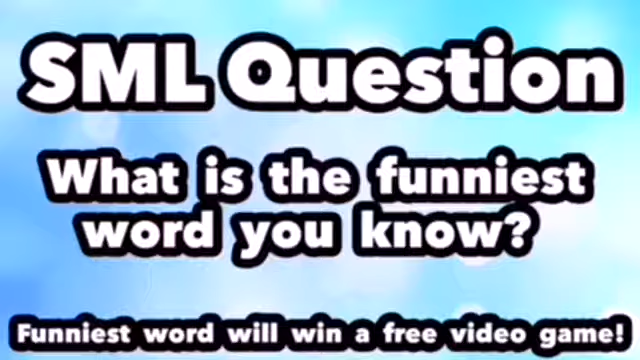 SML Question
What is the funniest
word you know?
Funniest word will win a free video game!